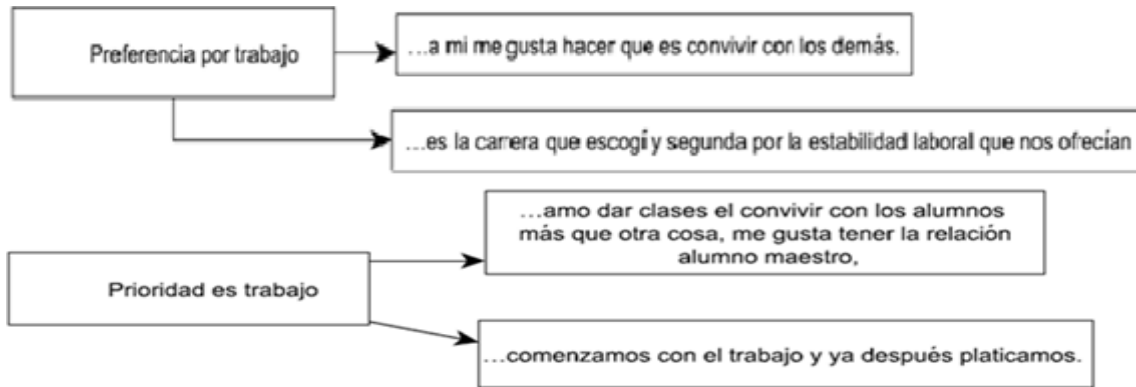 Preferencia por trabajo
...a mi me gusta hacer que es convivir con los demás.
...es la carrera que escogí y segunda por la estabilidad laboral que nos ofrecían
...amo dar clases el convivir con los alumnos
más que otra cosa, me gusta tener la relación
alumno maestro,
Prioridad es trabajo
...comenzamos con el trabajo y ya después platicamos.